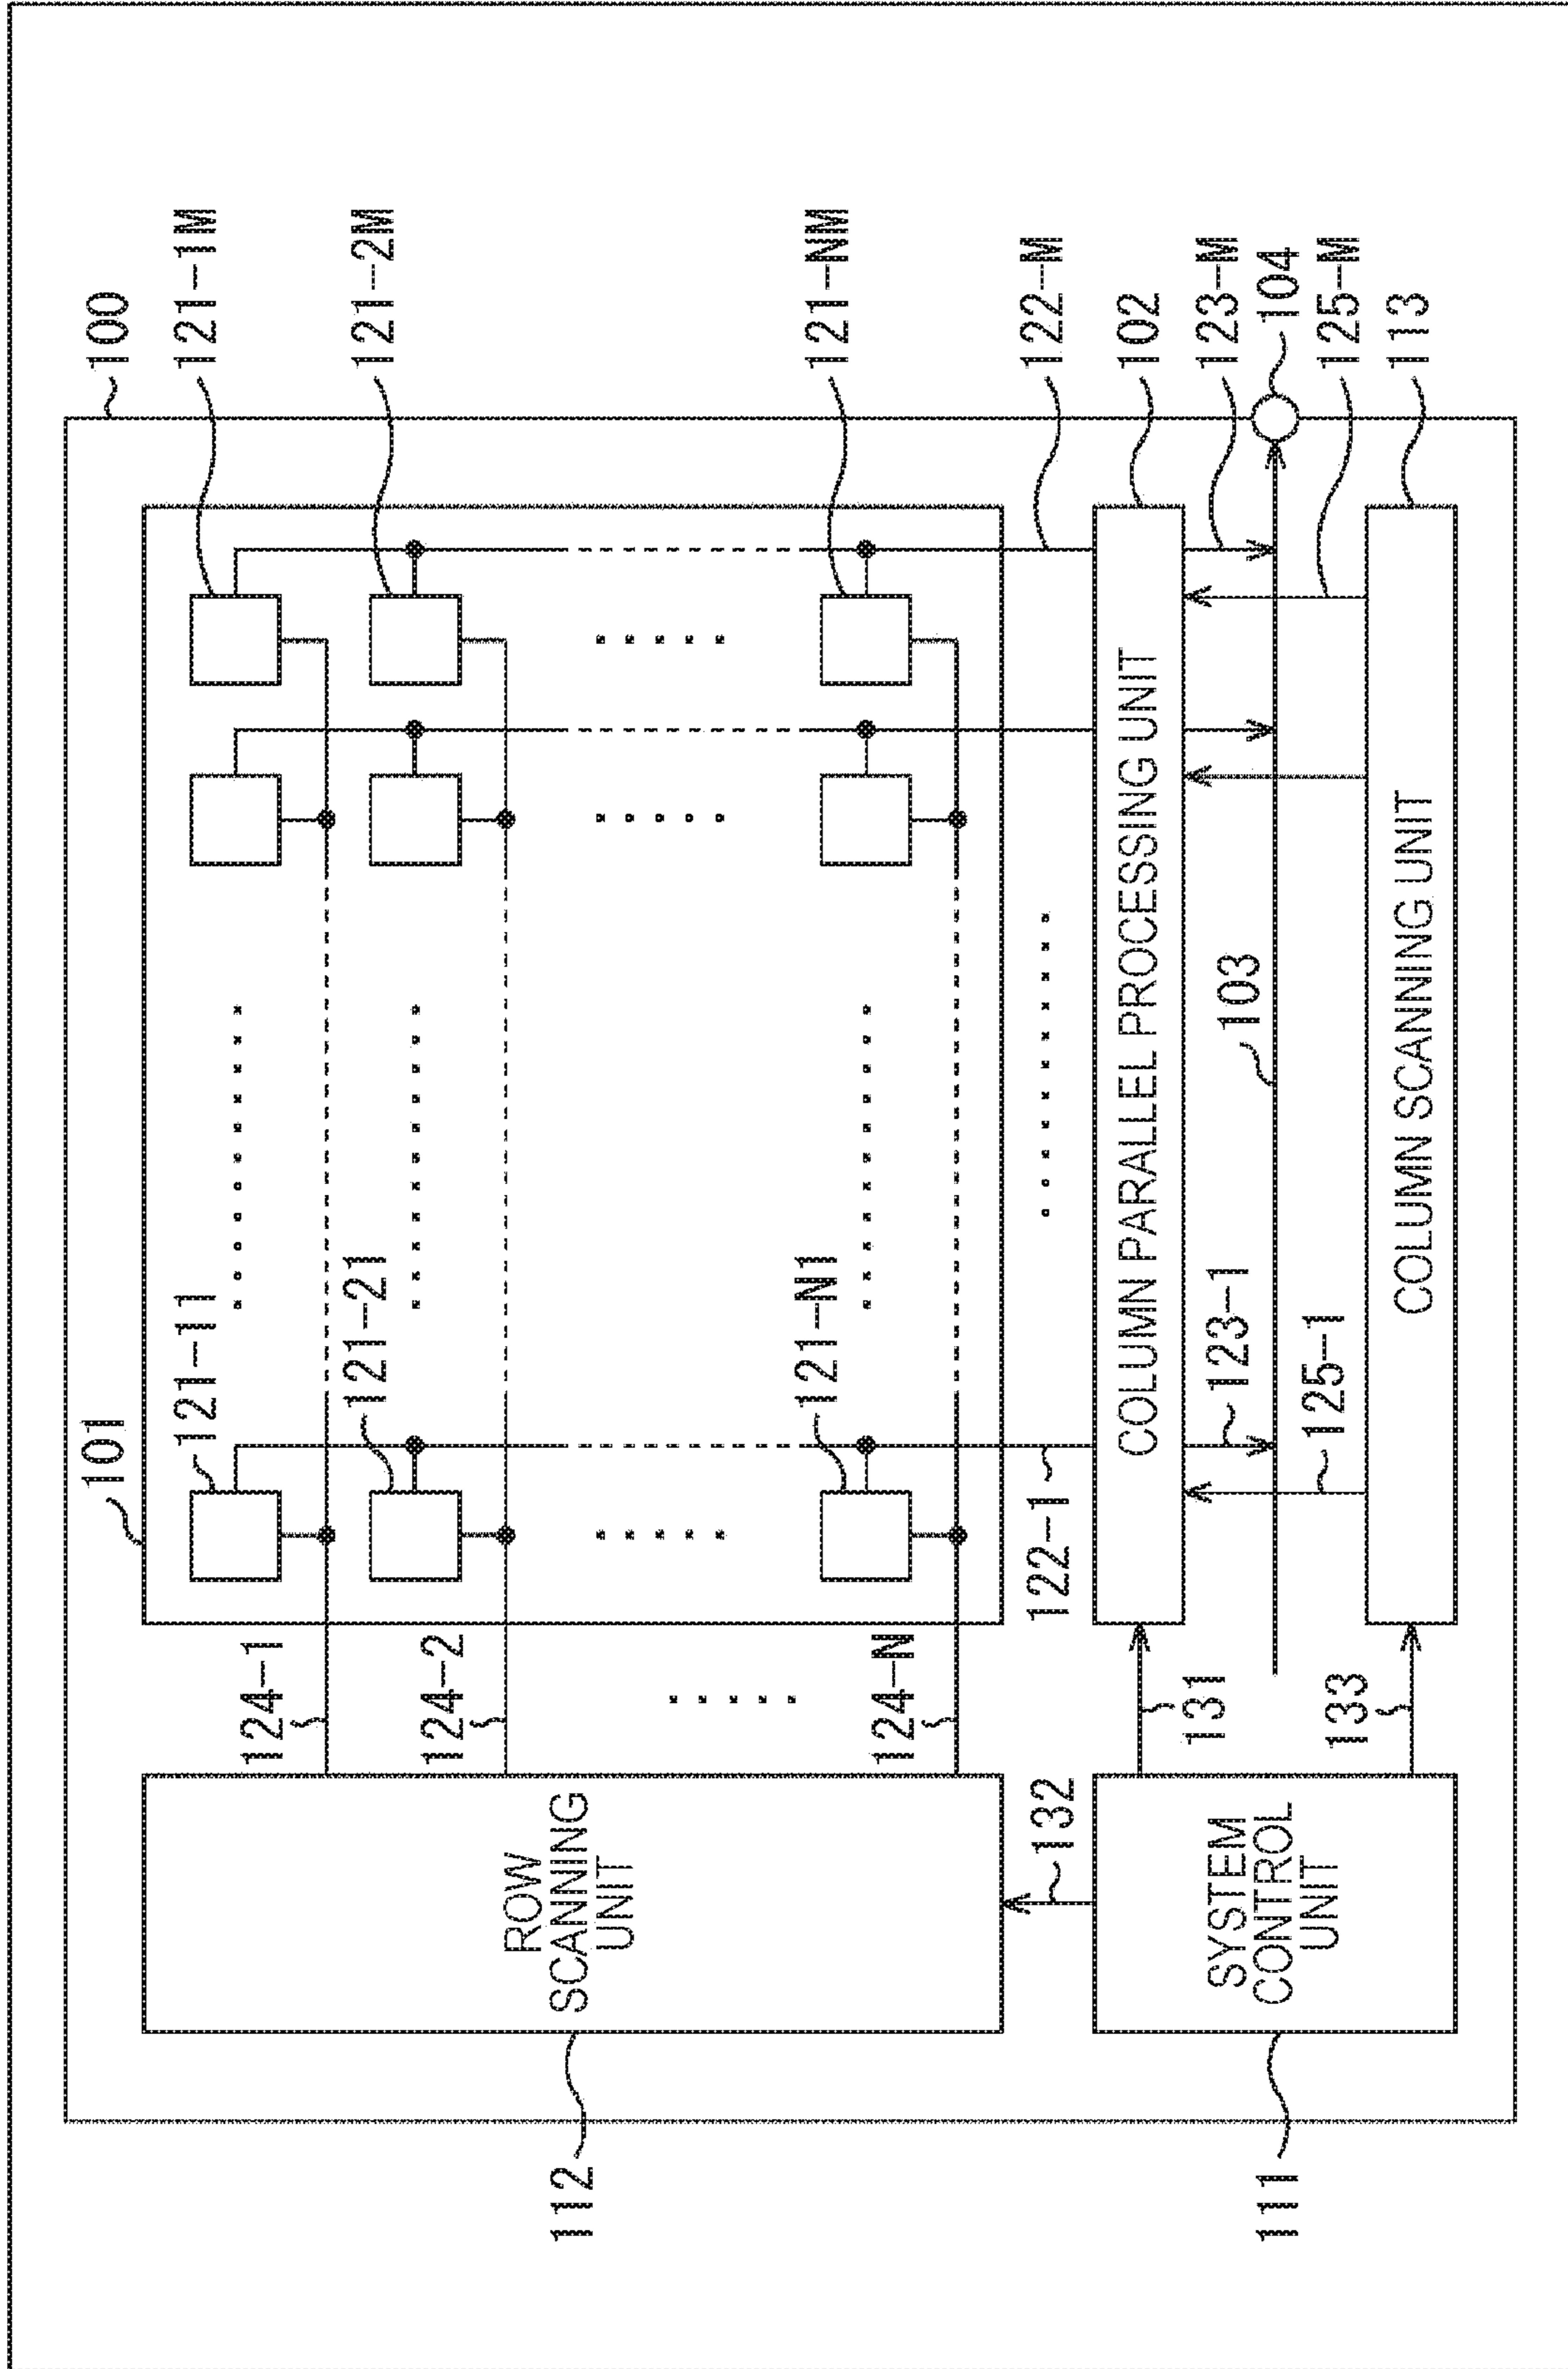 100
101
121-11
121-1M
121-21
121-2M
121-N1
121-NM
124-1
124-2
124-N
ROW
SCANNING
UNIT
112
132
122-1
122-M
COLUMN PARALLEL PROCESSING UNIT
102
131
123-1
123-M
103
104
125-1
125-M
133
COLUMN SCANNING UNIT
113
SYSTEM
CONTROL
UNIT
111